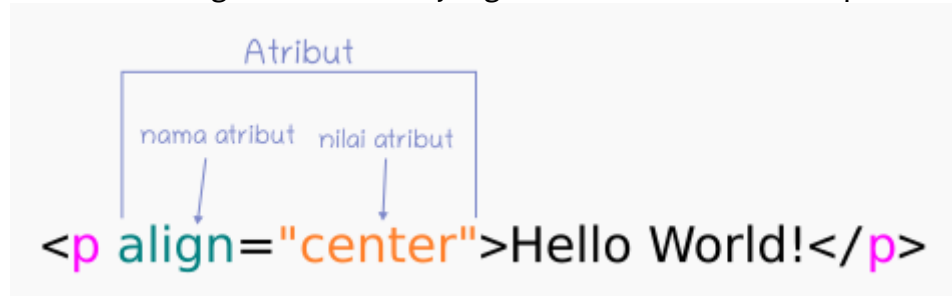 Atribut
nama atribut nilai atribut
<p align="center">Hello World!</p>